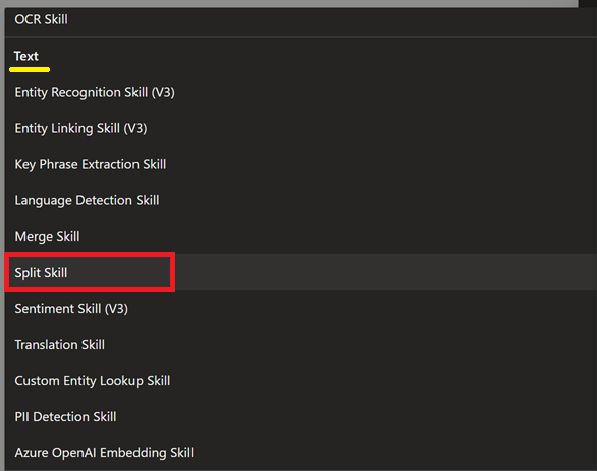 OCR Skill
Text
Entity Recognition Skill (V3)
Entity Linking Skill (V3)
Key Phrase Extraction Skill
Language Detection Skill
Merge Skill
Split Skill
Sentiment Skill (V3)
Translation Skill
Custom Entity Lookup Skill
PII Detection Skill
Azure OpenAI Embedding Skill